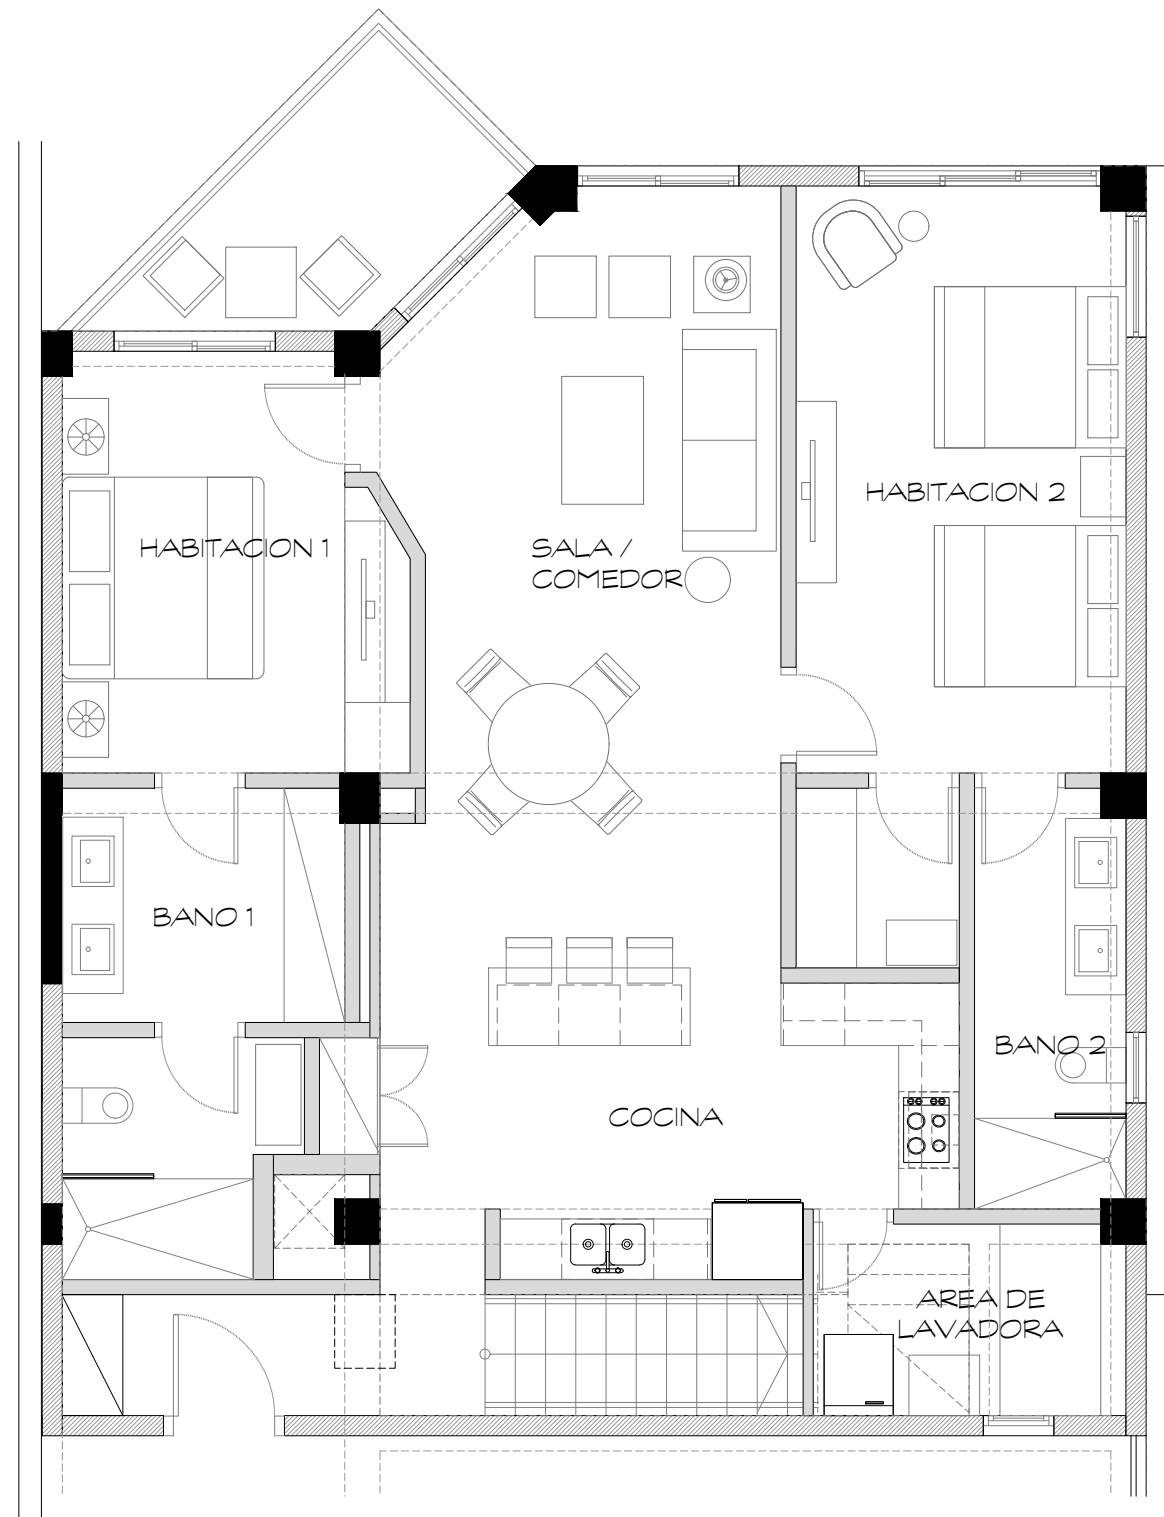 HABITACION 2
HABITACION 1
SALA /
COMEDOR
BANO 1
BANO 2
COCINA
AREA DE
LAVADORA